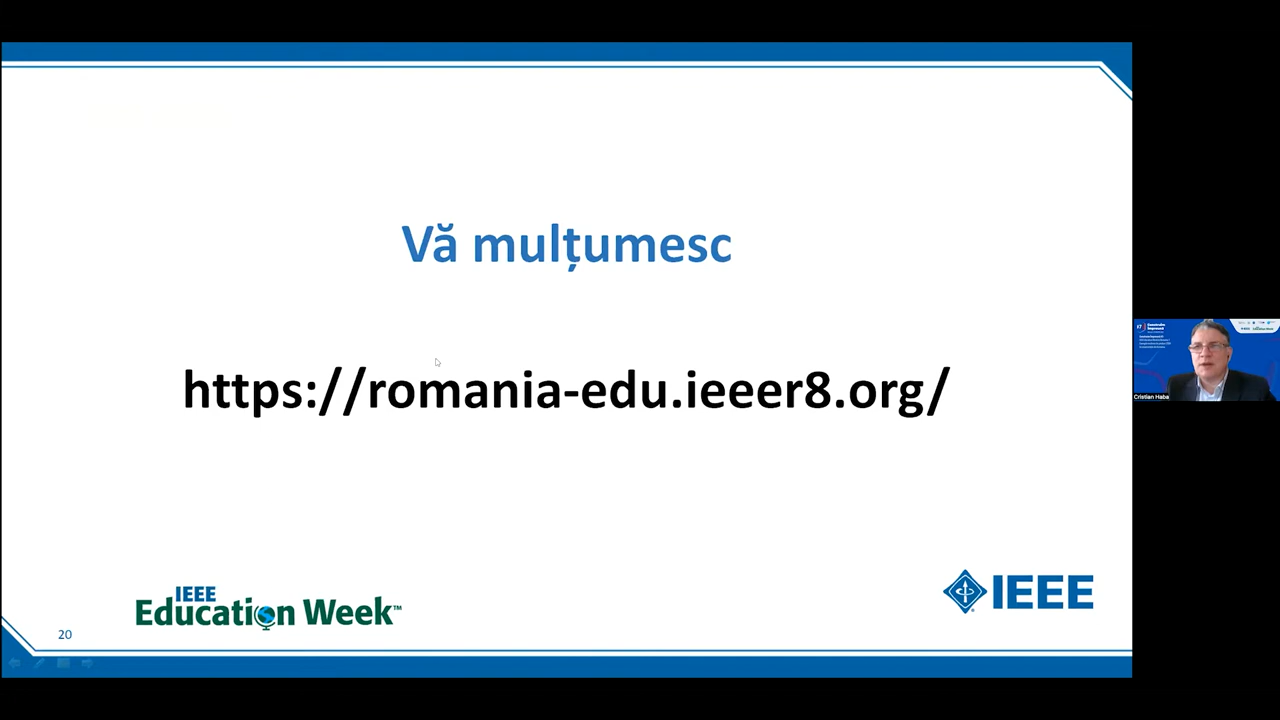 Vă mulțumesc
https://romania-edu.ieeer8.org/
IEEE
Education Week™
IEEE
20
Cristian Haba